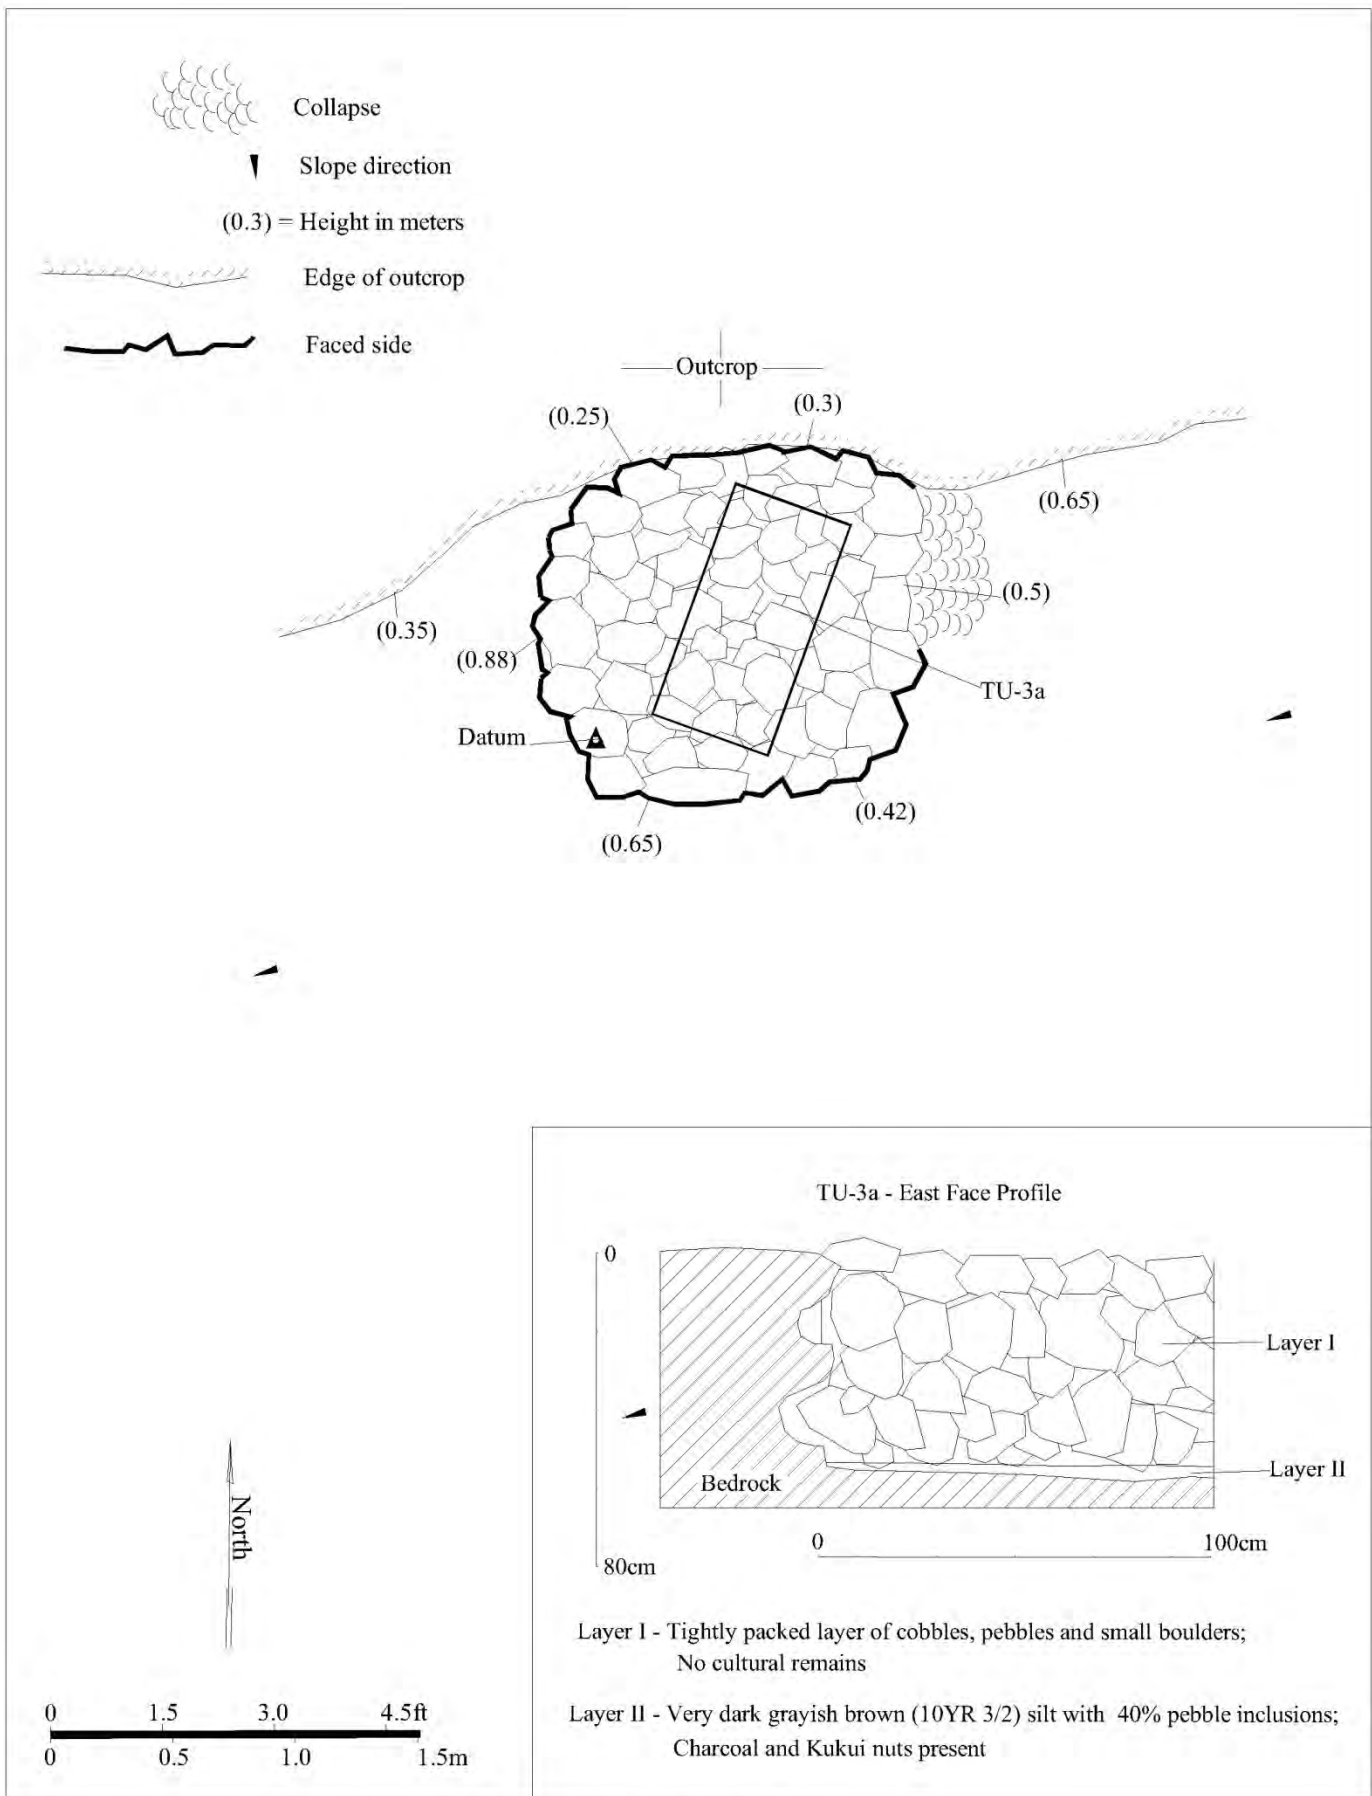 Collapse
Slope direction
(0.3) = Height in meters
Edge of outcrop
Faced side
Outcrop
(0.25)
(0.3)
(0.65)
(0.5)
(0.35)
(0.88)
TU-3a
Datum
(0.42)
(0.65)
TU-3a - East Face Profile
0
Layer I
Layer II
Bedrock
0
100cm
80cm
North
Layer I - Tightly packed layer of cobbles, pebbles and small boulders;
No cultural remains
Layer II - Very dark grayish brown (10YR 3/2) silt with 40% pebble inclusions;
Charcoal and Kukui nuts present
0 1.5 3.0 4.5ft
0 0.5 1.0 1.5m